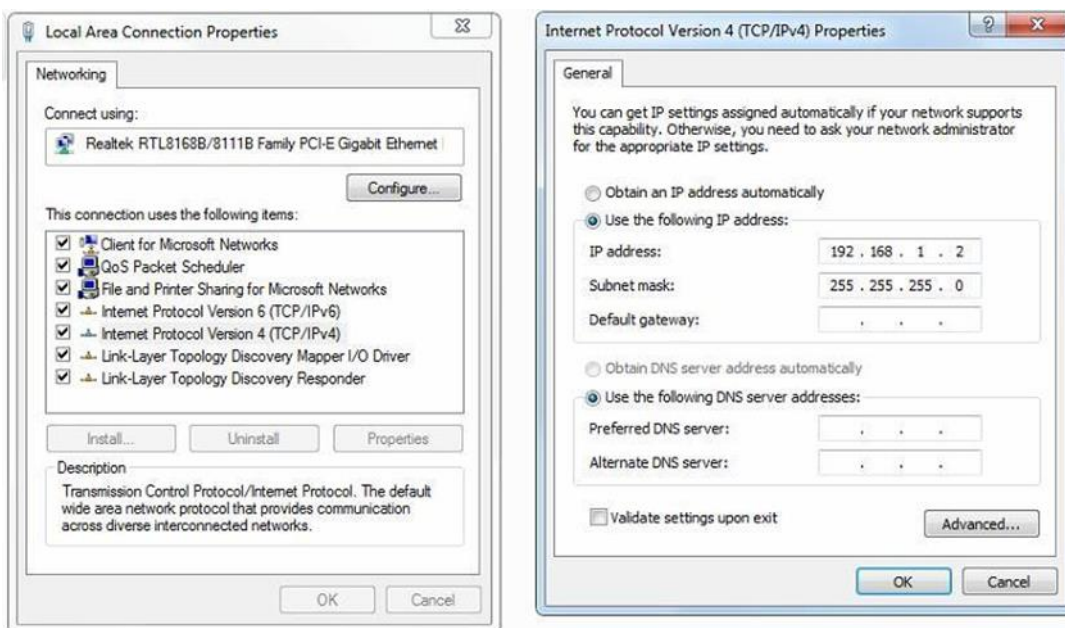 Local Area Connection Properties
Networking
Connect using:
Realtek RTL8168B/8111B Family PCI-E Gigabit Ethernet
Configure...
This connection uses the following items:
Client for Microsoft Networks
QoS Packet Scheduler
File and Printer Sharing for Microsoft Networks
Internet Protocol Version 6 (TCP/IPv6)
Internet Protocol Version 4 (TCP/IPv4)
Link-Layer Topology Discovery Mapper I/O Driver
Link-Layer Topology Discovery Responder
Install...
Uninstall
Properties
Description
Transmission Control Protocol/Internet Protocol. The default
wide area network protocol that provides communication
across diverse interconnected networks.
OK
Cancel
Internet Protocol Version 4 (TCP/IPv4) Properties
General
You can get IP settings assigned automatically if your network supports
this capability. Otherwise, you need to ask your network administrator
for the appropriate IP settings.
Obtain an IP address automatically
Use the following IP address:
IP address: 192 . 168 . 1 . 2
Subnet mask: 255 . 255 . 255 . 0
Default gateway: . . .
Obtain DNS server address automatically
Use the following DNS server addresses:
Preferred DNS server: . . .
Alternate DNS server: . . .
Validate settings upon exit
Advanced...
OK
Cancel